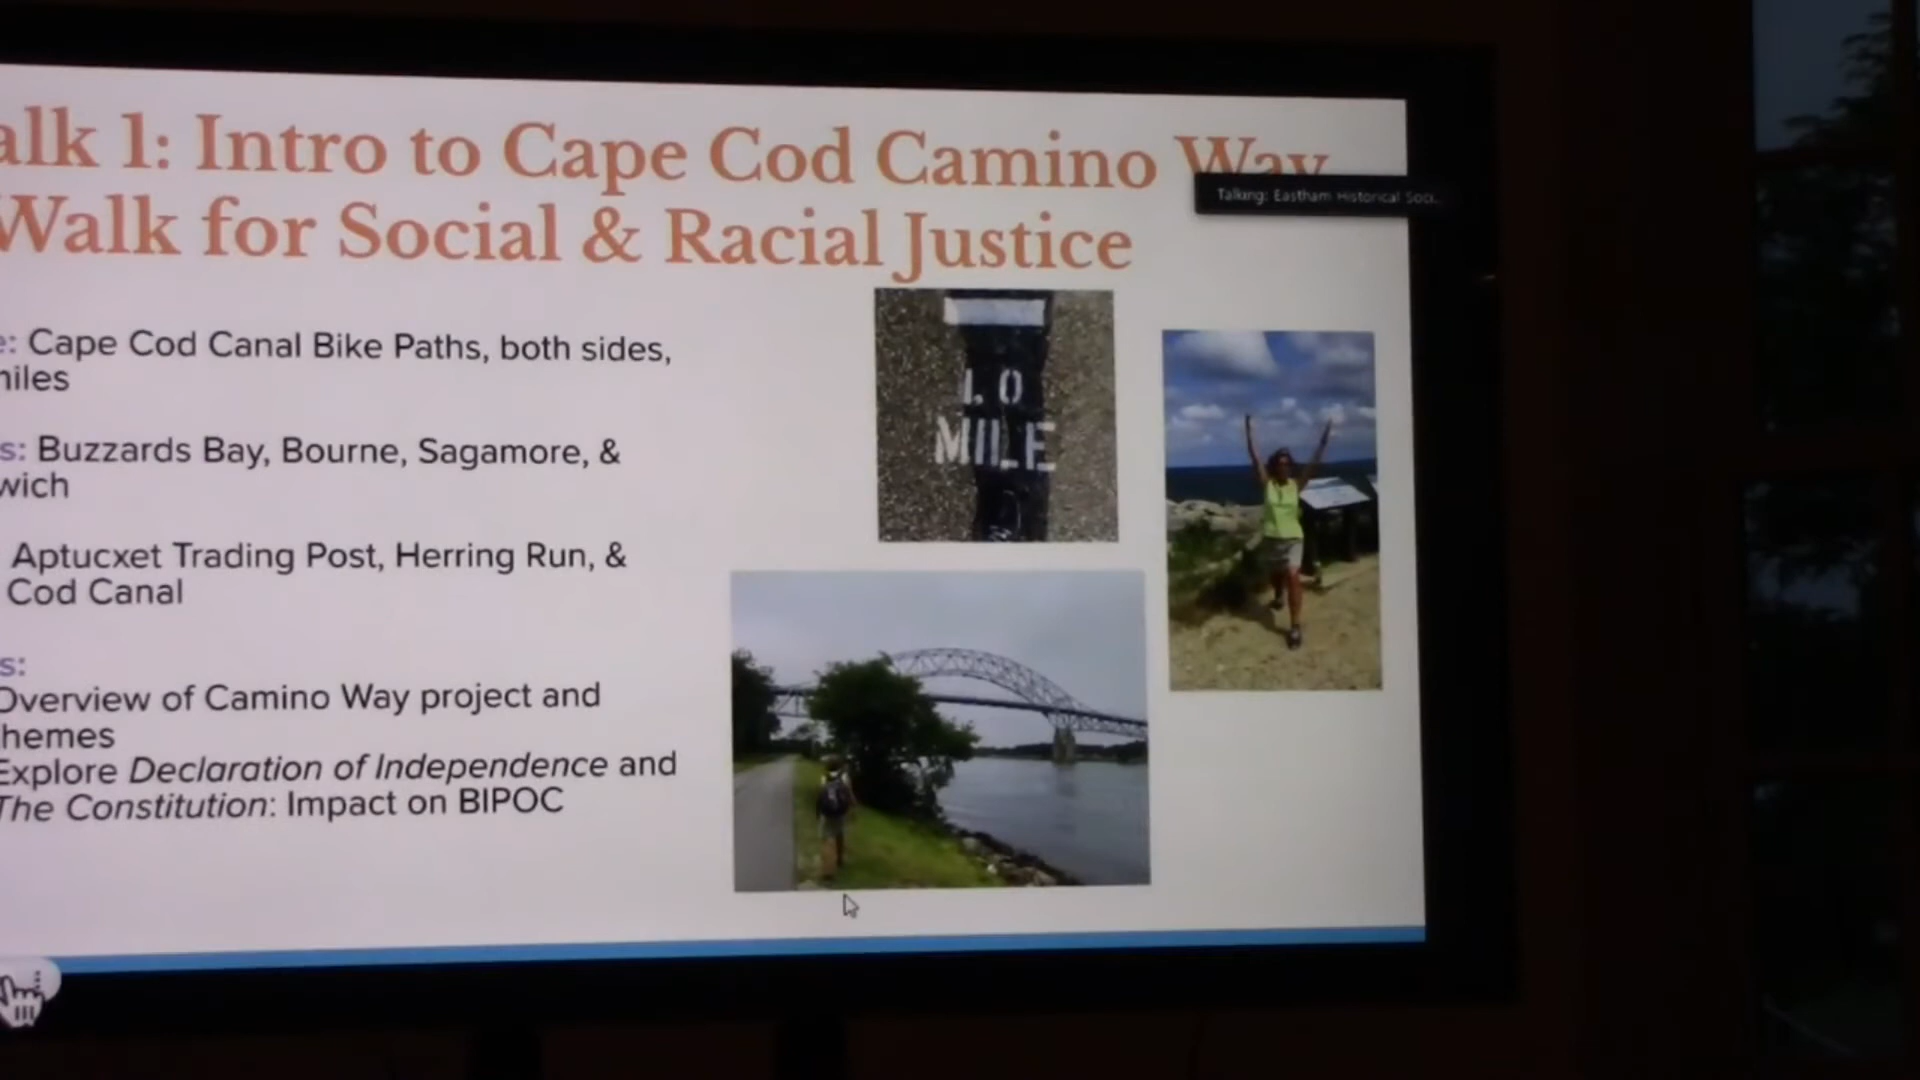 alk 1: Intro to Cape Cod Camino Way
Walk for Social & Racial Justice
Talking: Eastham Historical Soci...
e: Cape Cod Canal Bike Paths, both sides,
miles
s: Buzzards Bay, Bourne, Sagamore, &
wich
Aptucxet Trading Post, Herring Run, &
Cod Canal
s:
Overview of Camino Way project and
hemes
Explore Declaration of Independence and
The Constitution: Impact on BIPOC
1.0
MILE